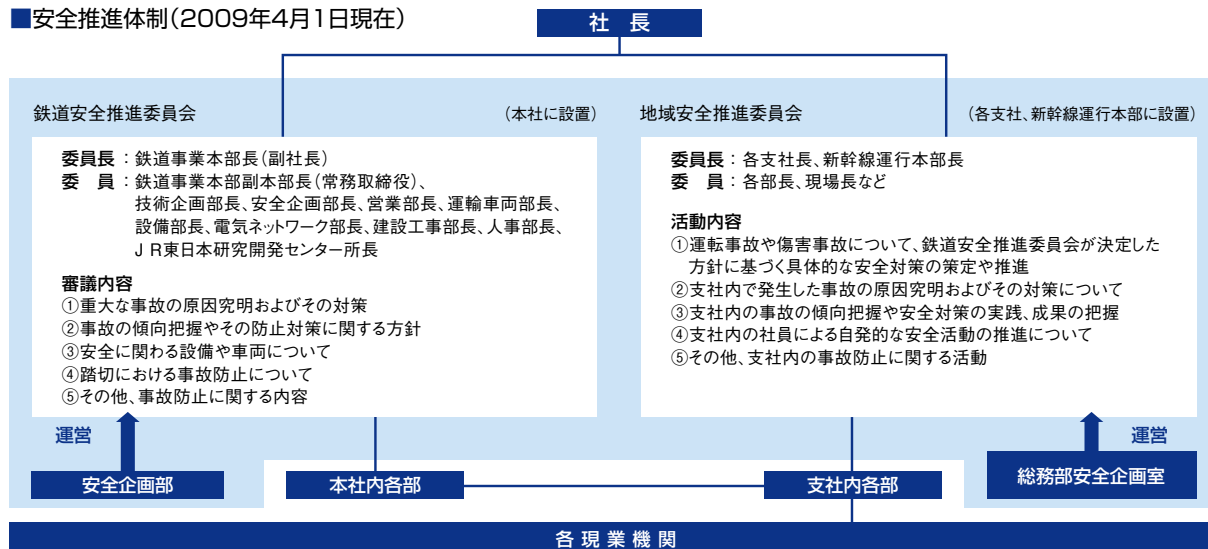 ■安全推進体制(2009年4月1日現在)
社 長
鉄道安全推進委員会 (本社に設置)
委員長:鉄道事業本部長(副社長)
委 員:鉄道事業本部副本部長(常務取締役)、
技術企画部長、安全企画部長、営業部長、運輸車両部長、
設備部長、電気ネットワーク部長、建設工事部長、人事部長、
JR東日本研究開発センター所長
審議内容
①重大な事故の原因究明およびその対策
②事故の傾向把握やその防止対策に関する方針
③安全に関わる設備や車両について
④踏切における事故防止について
⑤その他、事故防止に関する内容
運営
安全企画部
本社内各部
地域安全推進委員会 (各支社、新幹線運行本部に設置)
委員長:各支社長、新幹線運行本部長
委 員:各部長、現場長など
活動内容
①運転事故や傷害事故について、鉄道安全推進委員会が決定した
方針に基づく具体的な安全対策の策定や推進
②支社内で発生した事故の原因究明およびその対策について
③支社内の事故の傾向把握や安全対策の実践、成果の把握
④支社内の社員による自発的な安全活動の推進について
⑤その他、支社内の事故防止に関する活動
運営
支社内各部
総務部安全企画室
各現業機関